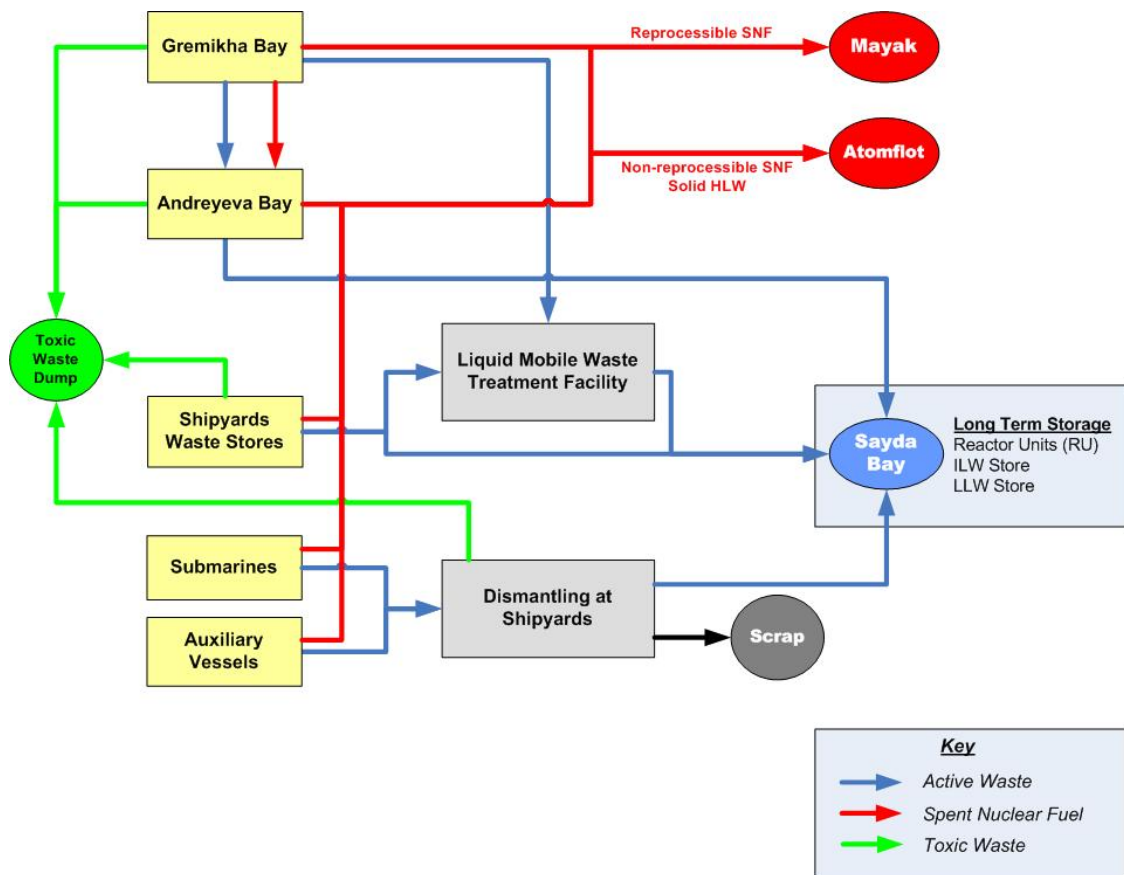 Gremikha Bay
Reprocessible SNF
Mayak
Atomflot
Non-reprocessible SNF
Solid HLW
Andreyeva Bay
Toxic
Waste
Dump
Liquid Mobile Waste
Treatment Facility
Shipyards
Waste Stores
Sayda
Bay
Long Term Storage
Reactor Units (RU)
ILW Store
LLW Store
Submarines
Dismantling at
Shipyards
Auxiliary
Vessels
Scrap
Key
Active Waste
Spent Nuclear Fuel
Toxic Waste